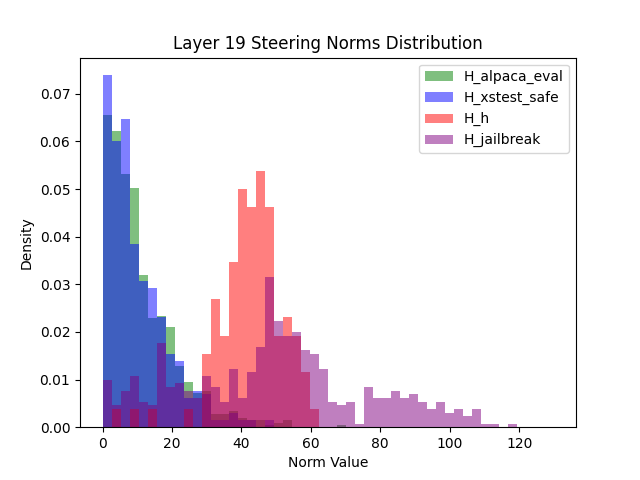 Layer 19 Steering Norms Distribution
H_alpaca_eval
H_xstest_safe
H_h
H_jailbreak
0.07
0.06
0.05
0.04
0.03
0.02
0.01
0.00
Density
0 20 40 60 80 100 120
Norm Value